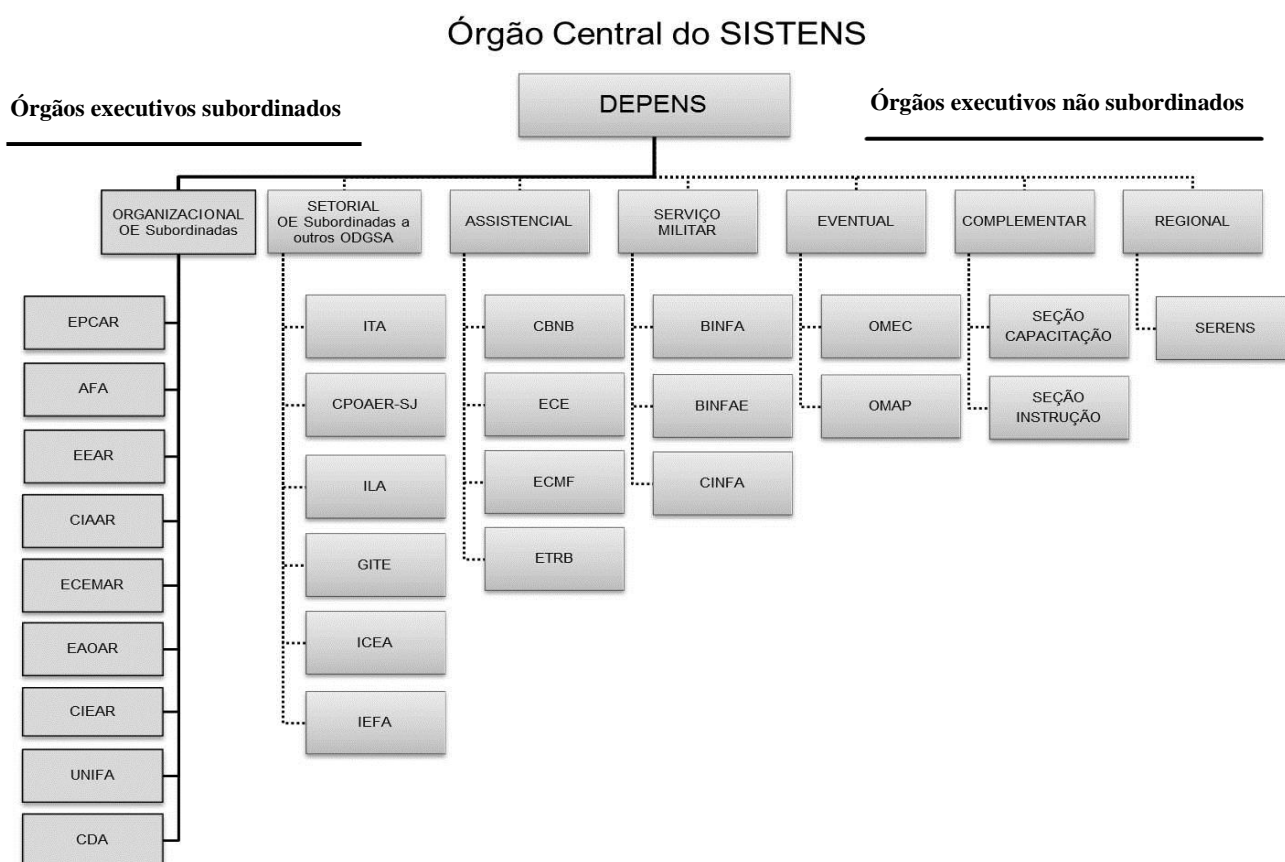 Órgão Central do SISTENS
DEPENS
Órgãos executivos subordinados
Órgãos executivos não subordinados
ORGANIZACIONAL
OE Subordinadas
EPCAR
AFA
EEAR
CIAAR
ECEMAR
EAOAR
CIEAR
UNIFA
CDA
SETORIAL
OE Subordinadas a
outros ODGSA
ITA
CPOAER-SJ
ILA
GITE
ICEA
IEFA
ASSISTENCIAL
CBNB
ECE
ECMF
ETRB
SERVIÇO
MILITAR
BINFA
BINFAE
CINFA
EVENTUAL
OMEC
OMAP
COMPLEMENTAR
SEÇÃO
CAPACITAÇÃO
SEÇÃO
INSTRUÇÃO
REGIONAL
SERENS